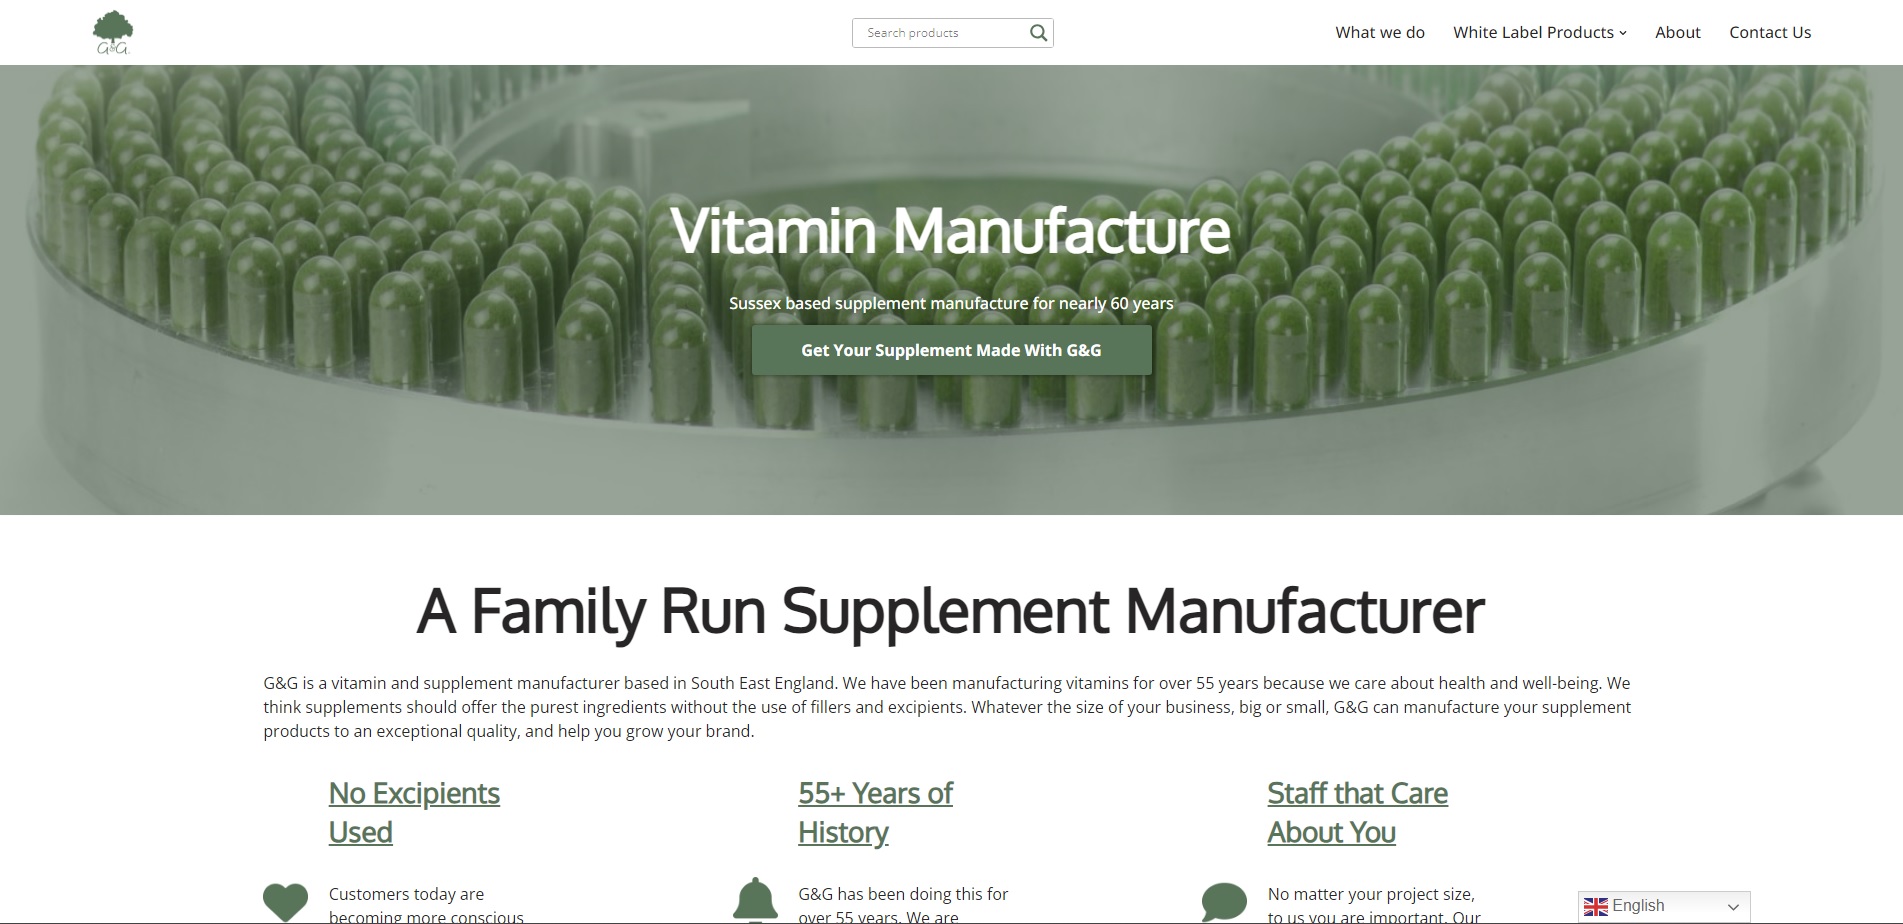 G&G
Search products
What we do
White Label Products
About
Contact Us
Vitamin Manufacture
Sussex based supplement manufacture for nearly 60 years
Get Your Supplement Made With G&G
A Family Run Supplement Manufacturer
G&G is a vitamin and supplement manufacturer based in South East England. We have been manufacturing vitamins for over 55 years because we care about health and well-being. We
think supplements should offer the purest ingredients without the use of fillers and excipients. Whatever the size of your business, big or small, G&G can manufacture your supplement
products to an exceptional quality, and help you grow your brand.
No Excipients
Used
Customers today are
becoming more conscious
55+ Years of
History
G&G has been doing this for
over 55 years. We are
Staff that Care
About You
No matter your project size,
to us you are important. Our
English